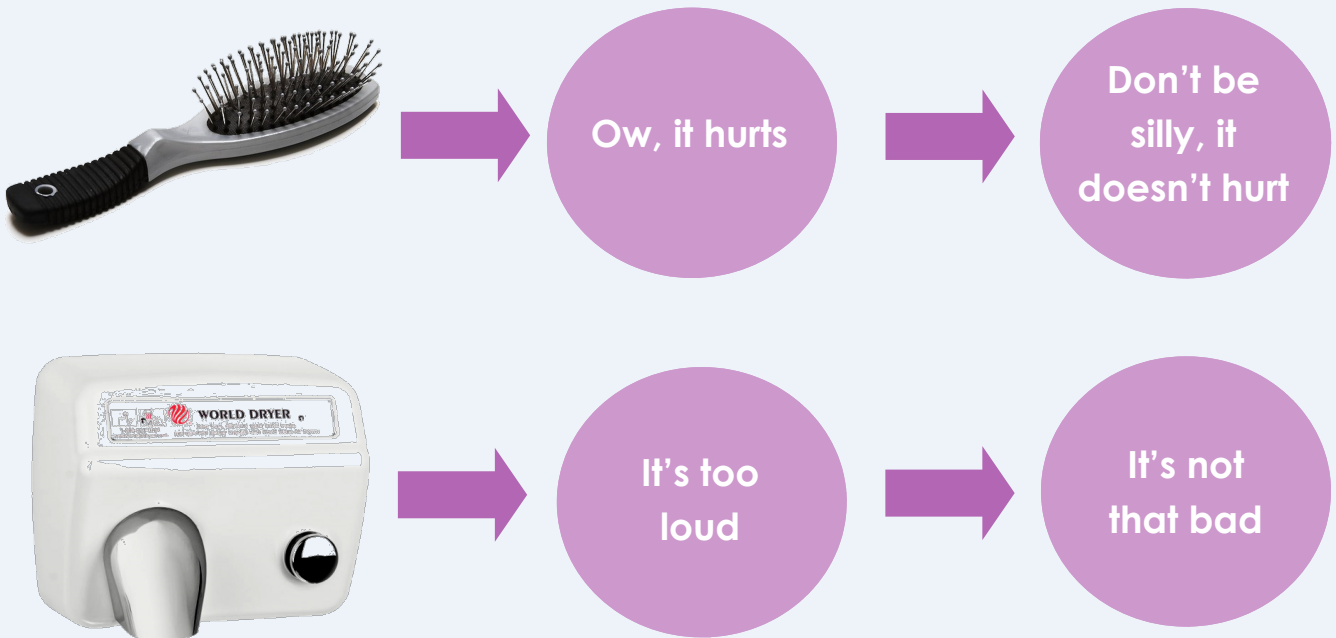 Ow, it hurts
Don’t be
silly, it
doesn’t hurt
WORLD DRYER
It’s too
loud
It’s not
that bad